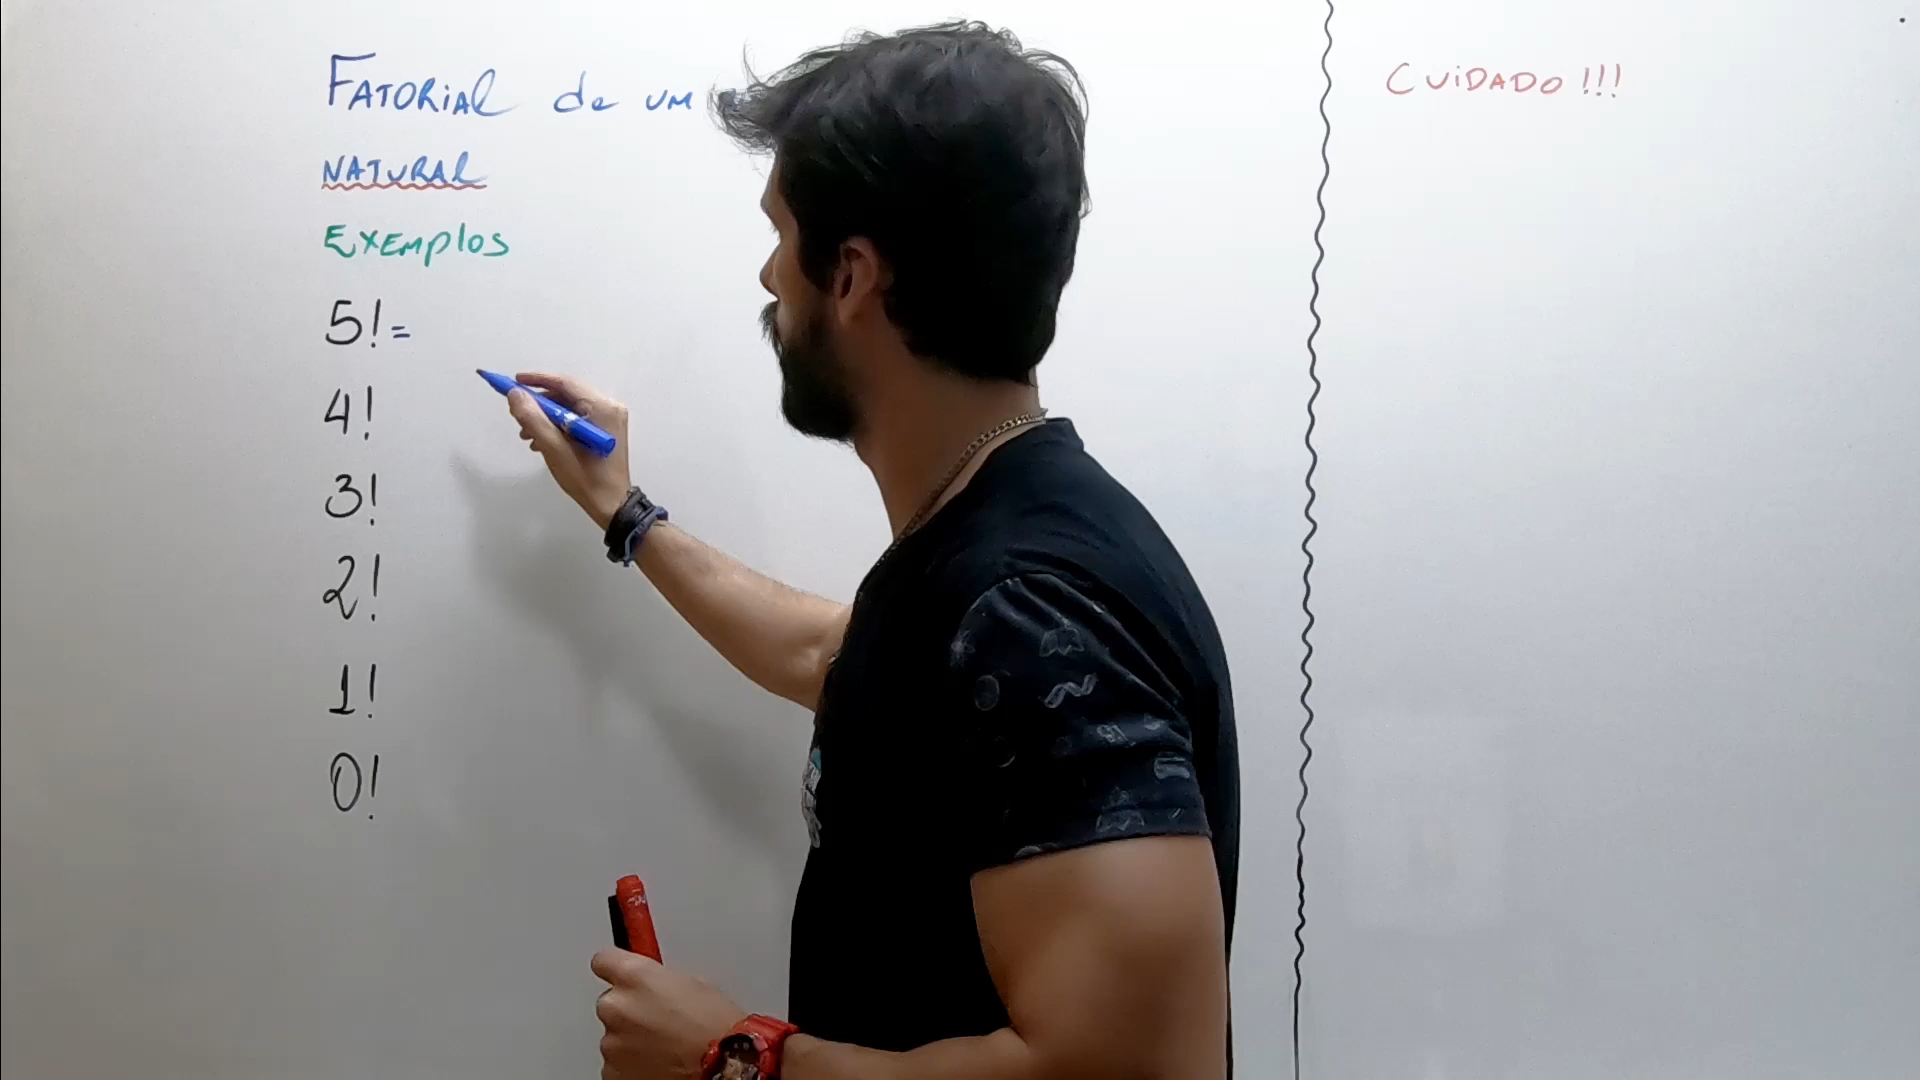 FATORIAL de UM
NATURAL
EXEMPLOS
5! =
4!
3!
2!
1!
0!
CUIDADO!!!